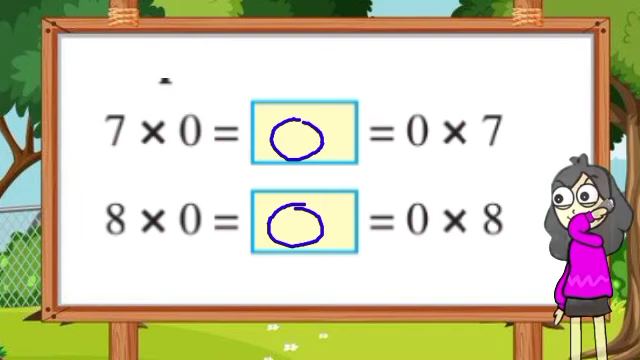 7 × 0 = 0 = 0 × 7
8 × 0 = 0 = 0 × 8